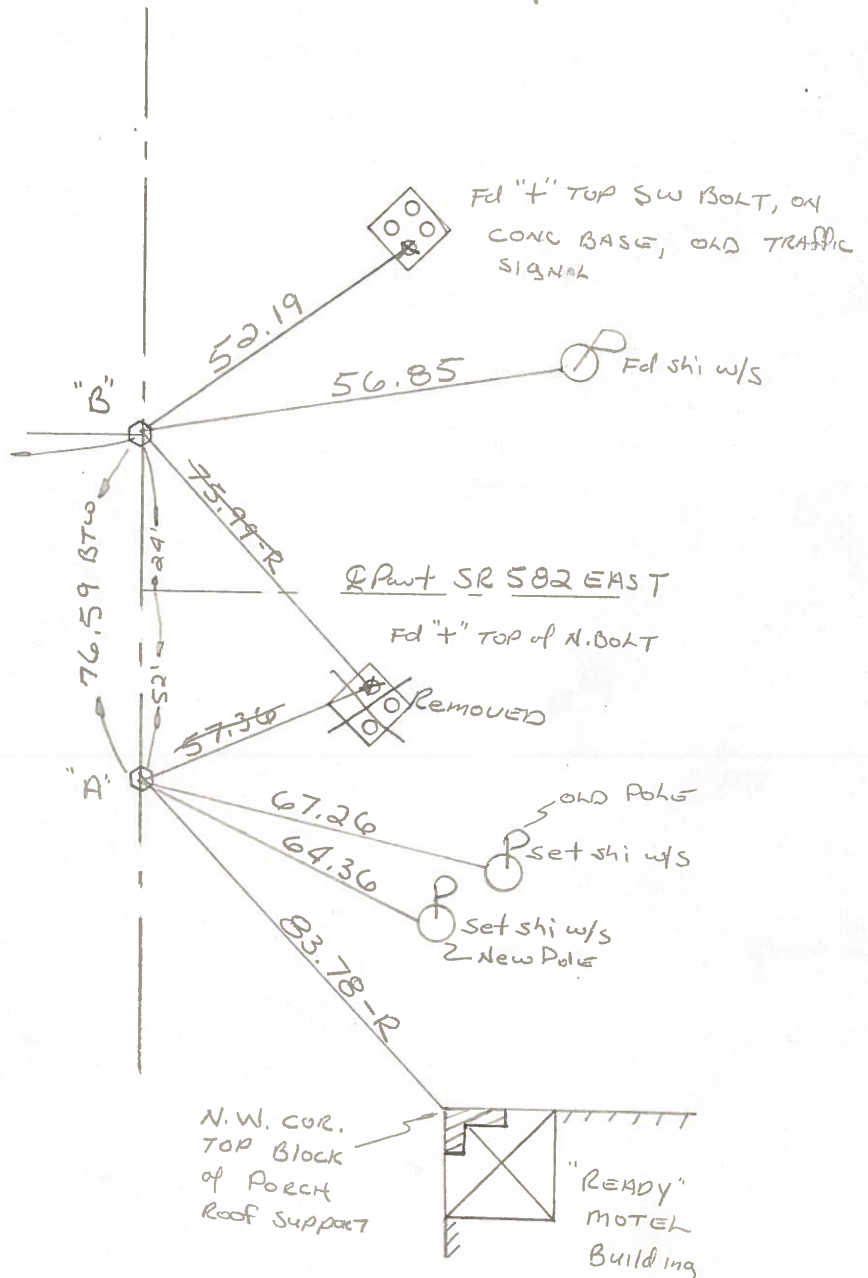 Fd "+" TOP SW BOLT, ON
CONC BASE, OLD TRAFFIC
SIGNAL
52.19
56.85
Fd shi w/s
"B"
75.99-R
76.59 BTW
24'
℄ Pavt SR 582 EAST
Fd "+" TOP of N. BOLT
52'
Removed
57.36
"A"
OLD POLE
67.26
set shi w/s
64.36
set shi w/s
New Pole
83.78-R
N.W. COR.
TOP Block
of PORCH
Roof Support
"READY"
MOTEL
Building